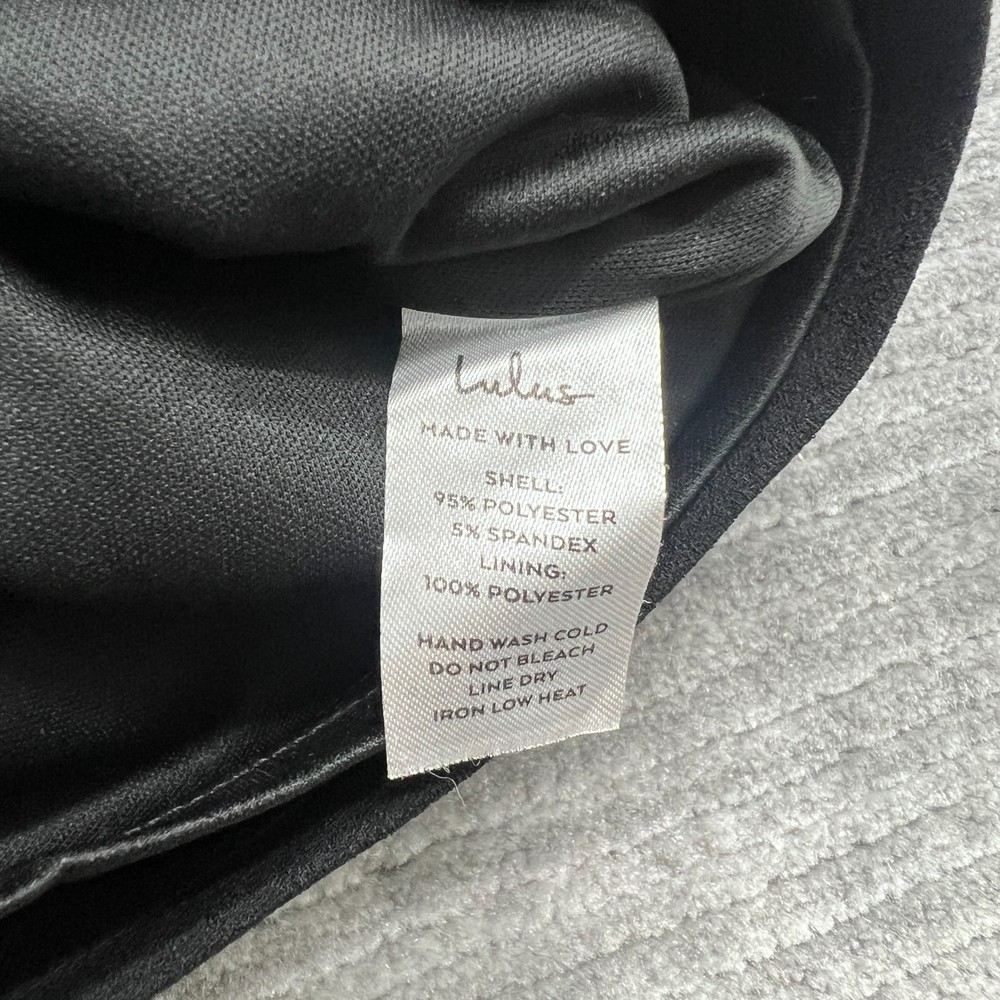 Lulus
MADE WITH LOVE
SHELL:
95% POLYESTER
5% SPANDEX
LINING:
100% POLYESTER
HAND WASH COLD
DO NOT BLEACH
LINE DRY
IRON LOW HEAT